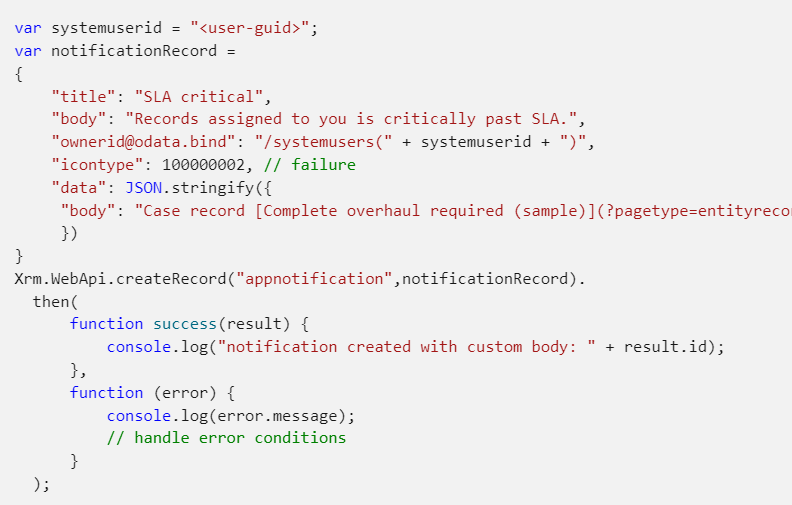 var systemuserid = "<user-guid>";
var notificationRecord =
{
    "title": "SLA critical",
    "body": "Records assigned to you is critically past SLA.",
    "ownerid@odata.bind": "/systemusers(" + systemuserid + ")",
    "icontype": 100000002, // failure
    "data": JSON.stringify({
     "body": "Case record [Complete overhaul required (sample)](?pagetype=entityrecor
     })
}
Xrm.WebApi.createRecord("appnotification",notificationRecord).
  then(
      function success(result) {
          console.log("notification created with custom body: " + result.id);
      },
      function (error) {
          console.log(error.message);
          // handle error conditions
      }
  );